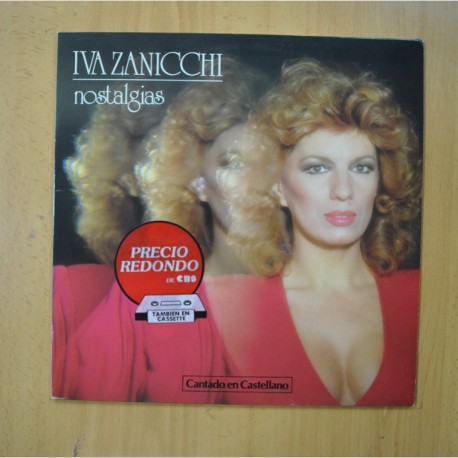 IVA ZANICCHI
nostalgias
PRECIO
REDONDO
DE CBS
TAMBIEN EN
CASSETTE
Cantado en Castellano